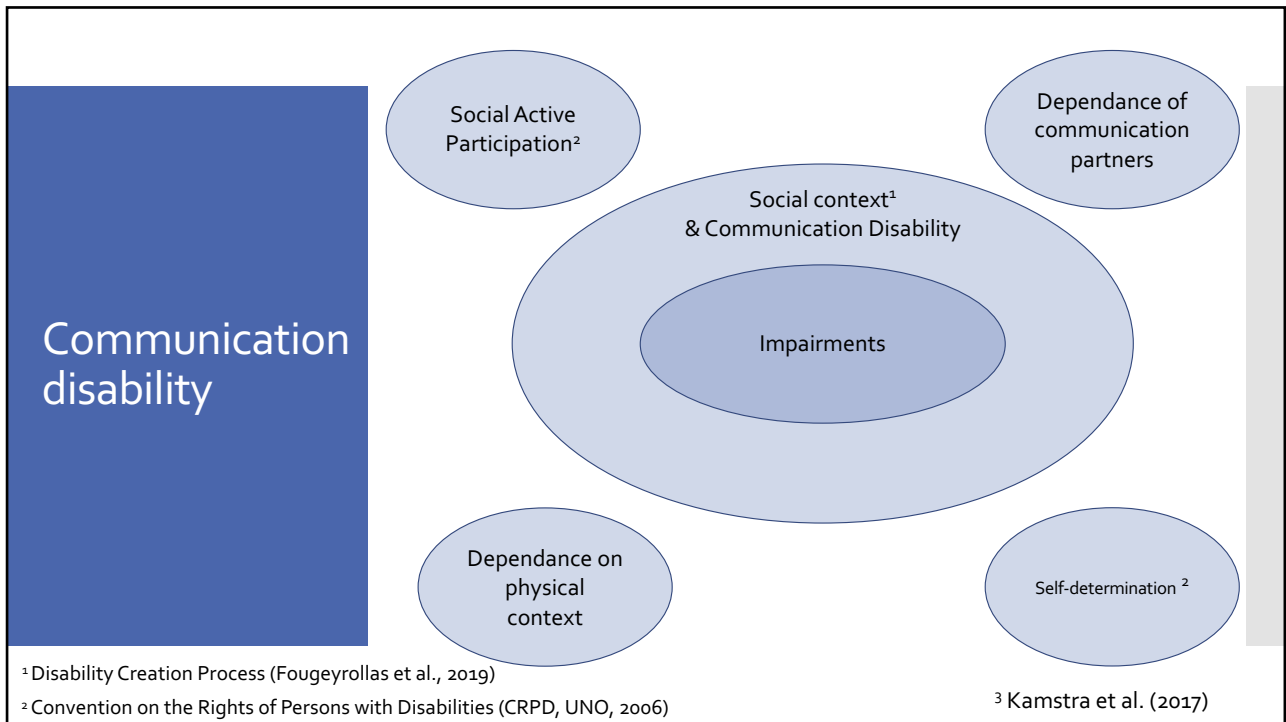 Communication
disability
Social Active
Participation²
Dependance of
communication
partners
Social context¹
& Communication Disability
Impairments
Dependance on
physical
context
Self-determination ²
¹ Disability Creation Process (Fougeyrollas et al., 2019)
² Convention on the Rights of Persons with Disabilities (CRPD, UNO, 2006)
³ Kamstra et al. (2017)